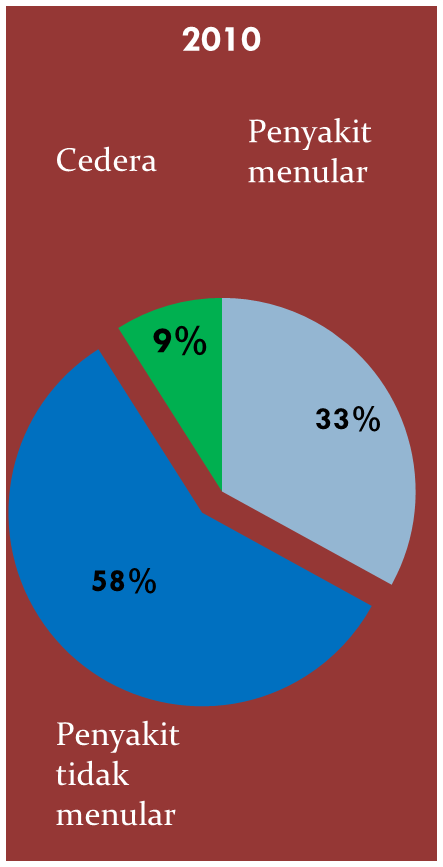 2010
Penyakit
menular
Cedera
9%
33%
58%
Penyakit
tidak
menular